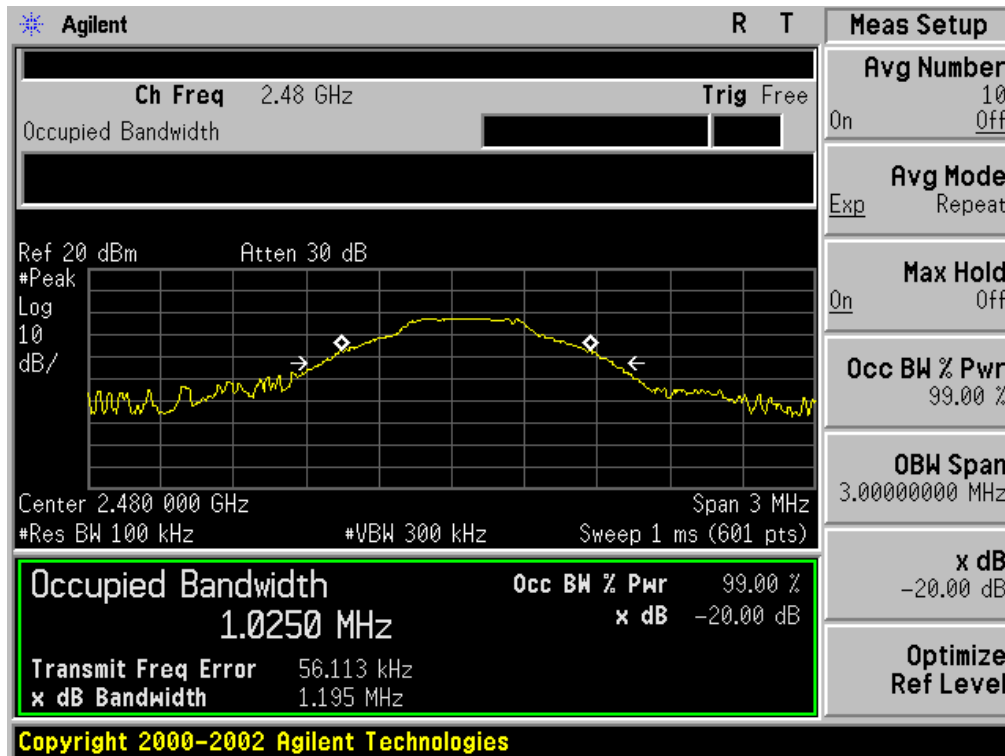 Agilent R T
Ch Freq 2.48 GHz Trig Free
Occupied Bandwidth
Ref 20 dBm Atten 30 dB
#Peak
Log
10
dB/
Center 2.480 000 GHz Span 3 MHz
#Res BW 100 kHz #VBW 300 kHz Sweep 1 ms (601 pts)
Occupied Bandwidth Occ BW % Pwr 99.00 %
1.0250 MHz x dB -20.00 dB
Transmit Freq Error 56.113 kHz
x dB Bandwidth 1.195 MHz
Copyright 2000-2002 Agilent Technologies
Meas Setup
Avg Number
10
On Off
Avg Mode
Exp Repeat
Max Hold
On Off
Occ BW % Pwr
99.00 %
OBW Span
3.00000000 MHz
x dB
-20.00 dB
Optimize
Ref Level